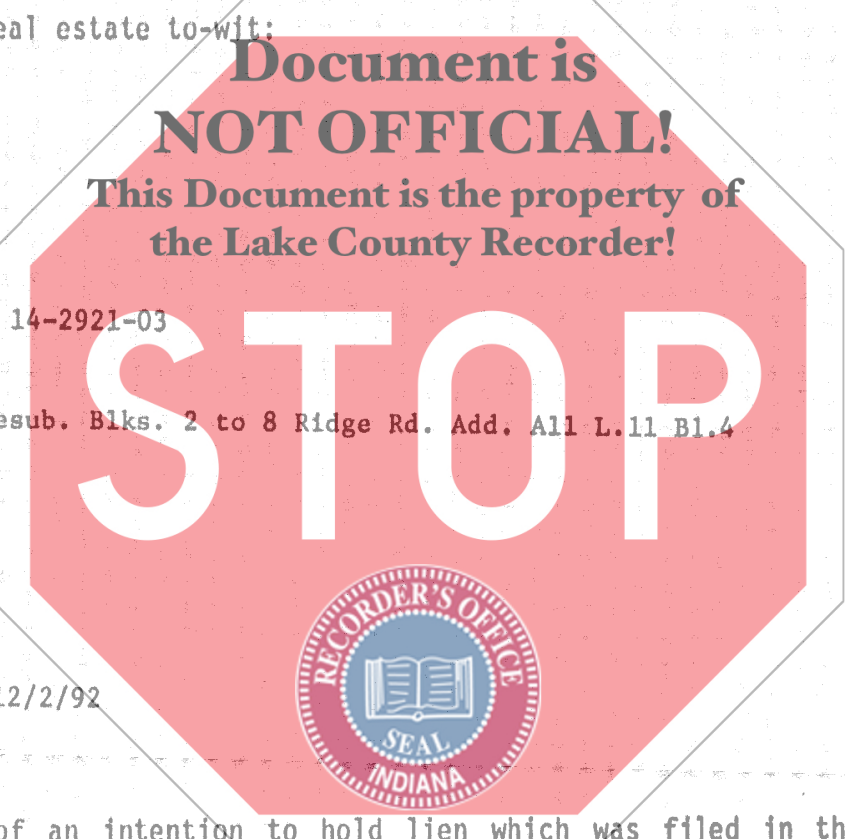 eal estate to-wit:
Document is
NOT OFFICIAL!
This Document is the property of
the Lake County Recorder!
14-2921-03
STOP
esub. Blks. 2 to 8 Ridge Rd. Add. All L.11 Bl.4
RECORDER'S OFFICE
SEAL
INDIANA
12/2/92
of an intention to hold lien which was filed in th